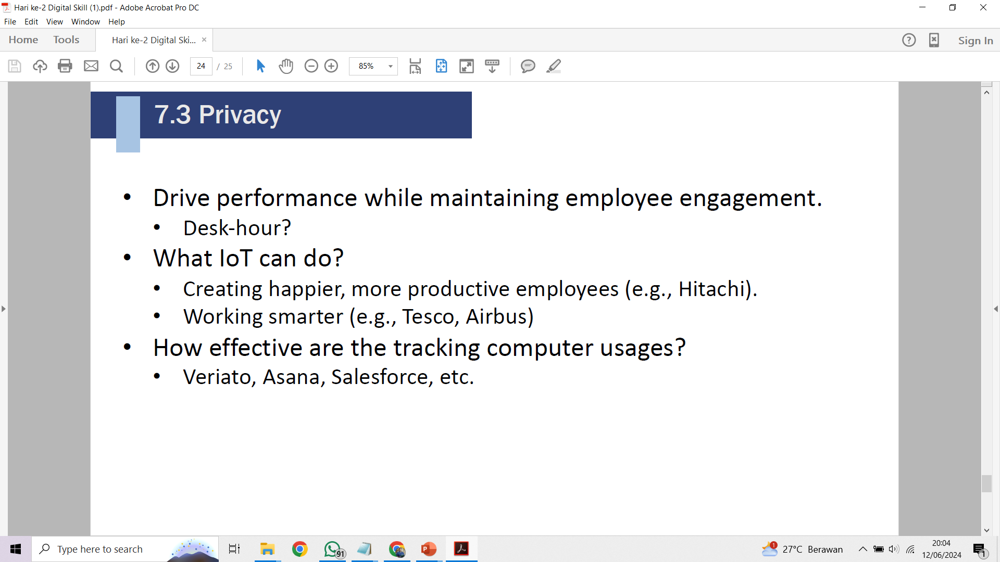 Hari ke-2 Digital Skill (1).pdf - Adobe Acrobat Pro DC
File Edit View Window Help
Home Tools Hari ke-2 Digital Ski... × Sign In
24 / 25 85%
7.3 Privacy
• Drive performance while maintaining employee engagement.
• Desk-hour?
• What IoT can do?
• Creating happier, more productive employees (e.g., Hitachi).
• Working smarter (e.g., Tesco, Airbus)
• How effective are the tracking computer usages?
• Veriato, Asana, Salesforce, etc.
Type here to search 91 P 1 27°C Berawan 20:04
12/06/2024 1